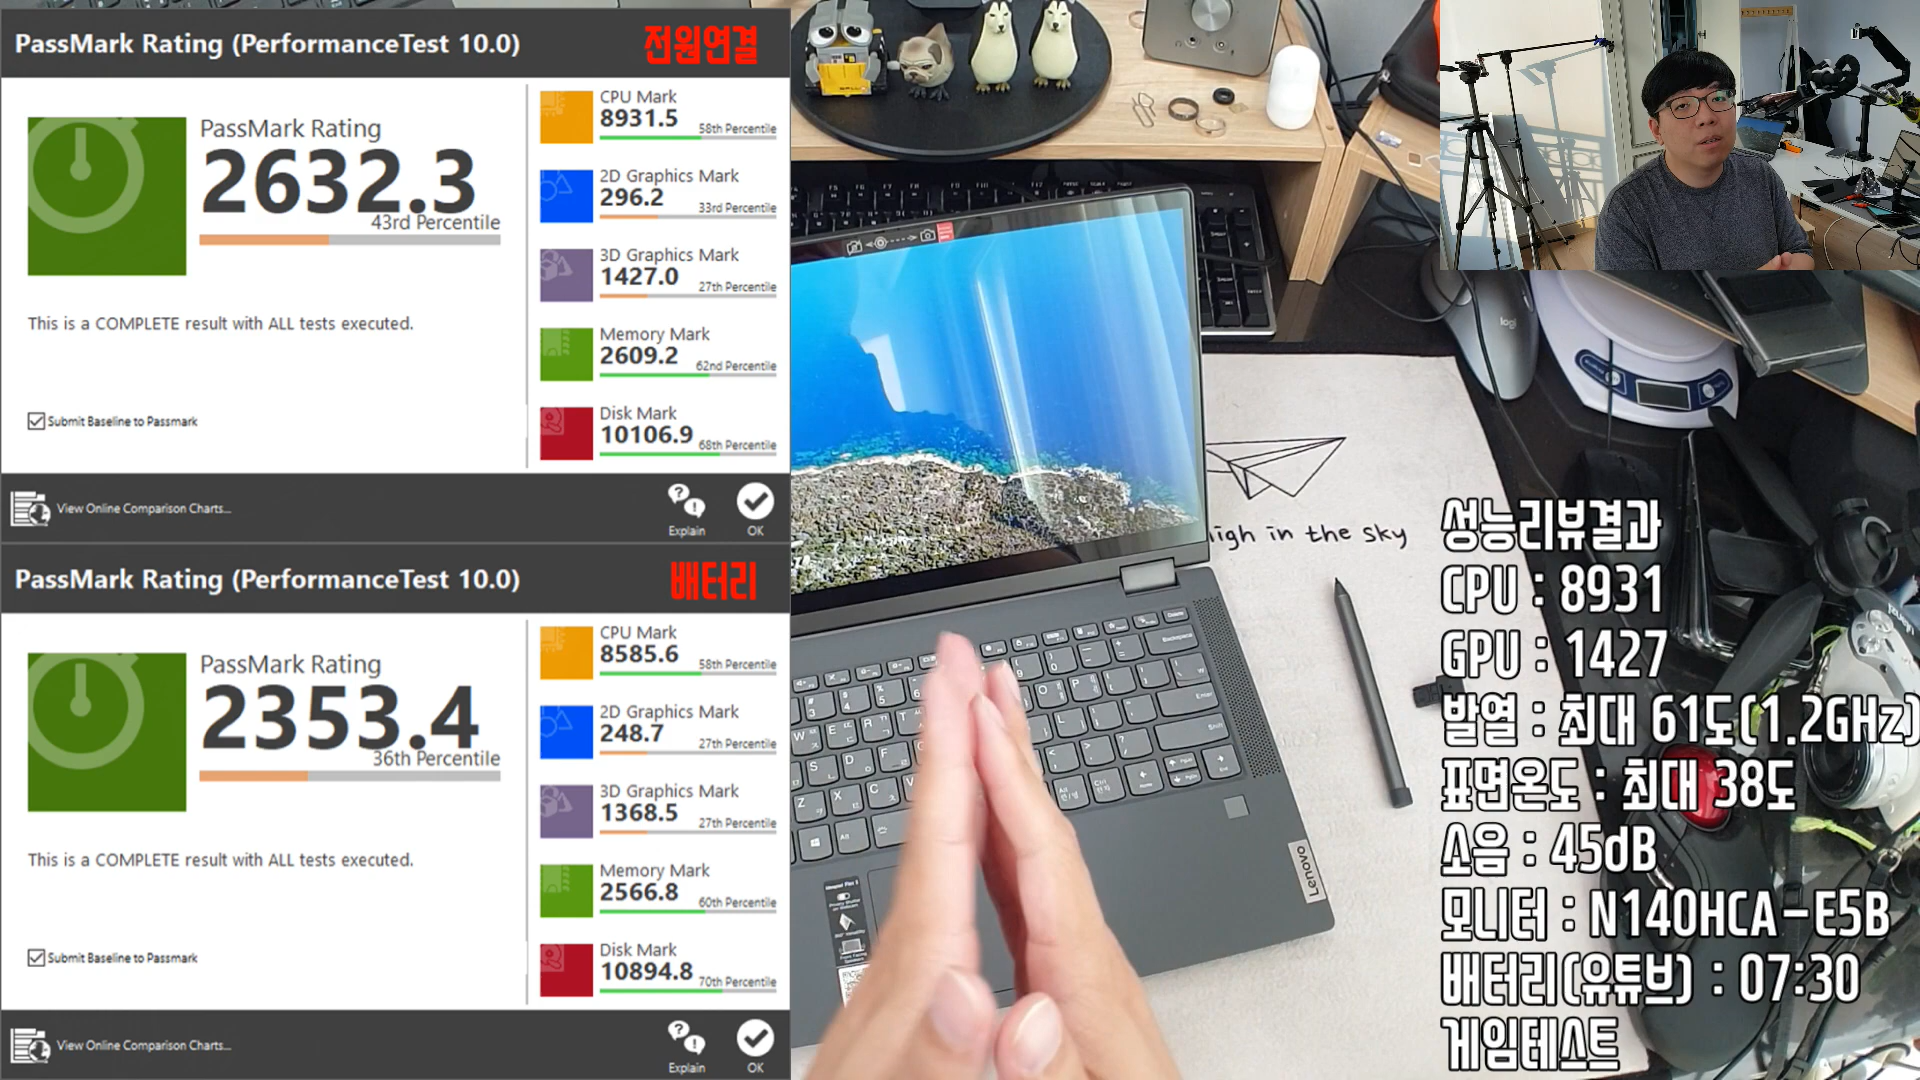 PassMark Rating (PerformanceTest 10.0)
전원연결
PassMark Rating
2632.3
43rd Percentile
This is a COMPLETE result with ALL tests executed.
Submit Baseline to Passmark
CPU Mark
8931.5
58th Percentile
2D Graphics Mark
296.2
33rd Percentile
3D Graphics Mark
1427.0
27th Percentile
Memory Mark
2609.2
62nd Percentile
Disk Mark
10106.9
68th Percentile
View Online Comparison Charts...
Explain
OK
PassMark Rating (PerformanceTest 10.0)
배터리
PassMark Rating
2353.4
36th Percentile
This is a COMPLETE result with ALL tests executed.
Submit Baseline to Passmark
CPU Mark
8585.6
58th Percentile
2D Graphics Mark
248.7
27th Percentile
3D Graphics Mark
1368.5
27th Percentile
Memory Mark
2566.8
60th Percentile
Disk Mark
10894.8
70th Percentile
View Online Comparison Charts...
Explain
OK
logi
high in the sky
Lenovo
성능리뷰결과
CPU : 8931
GPU : 1427
발열 : 최대 61도(1.2GHz)
표면온도 : 최대 38도
소음 : 45dB
모니터 : N140HCA-E5B
배터리(유튜브) : 07:30
게임테스트